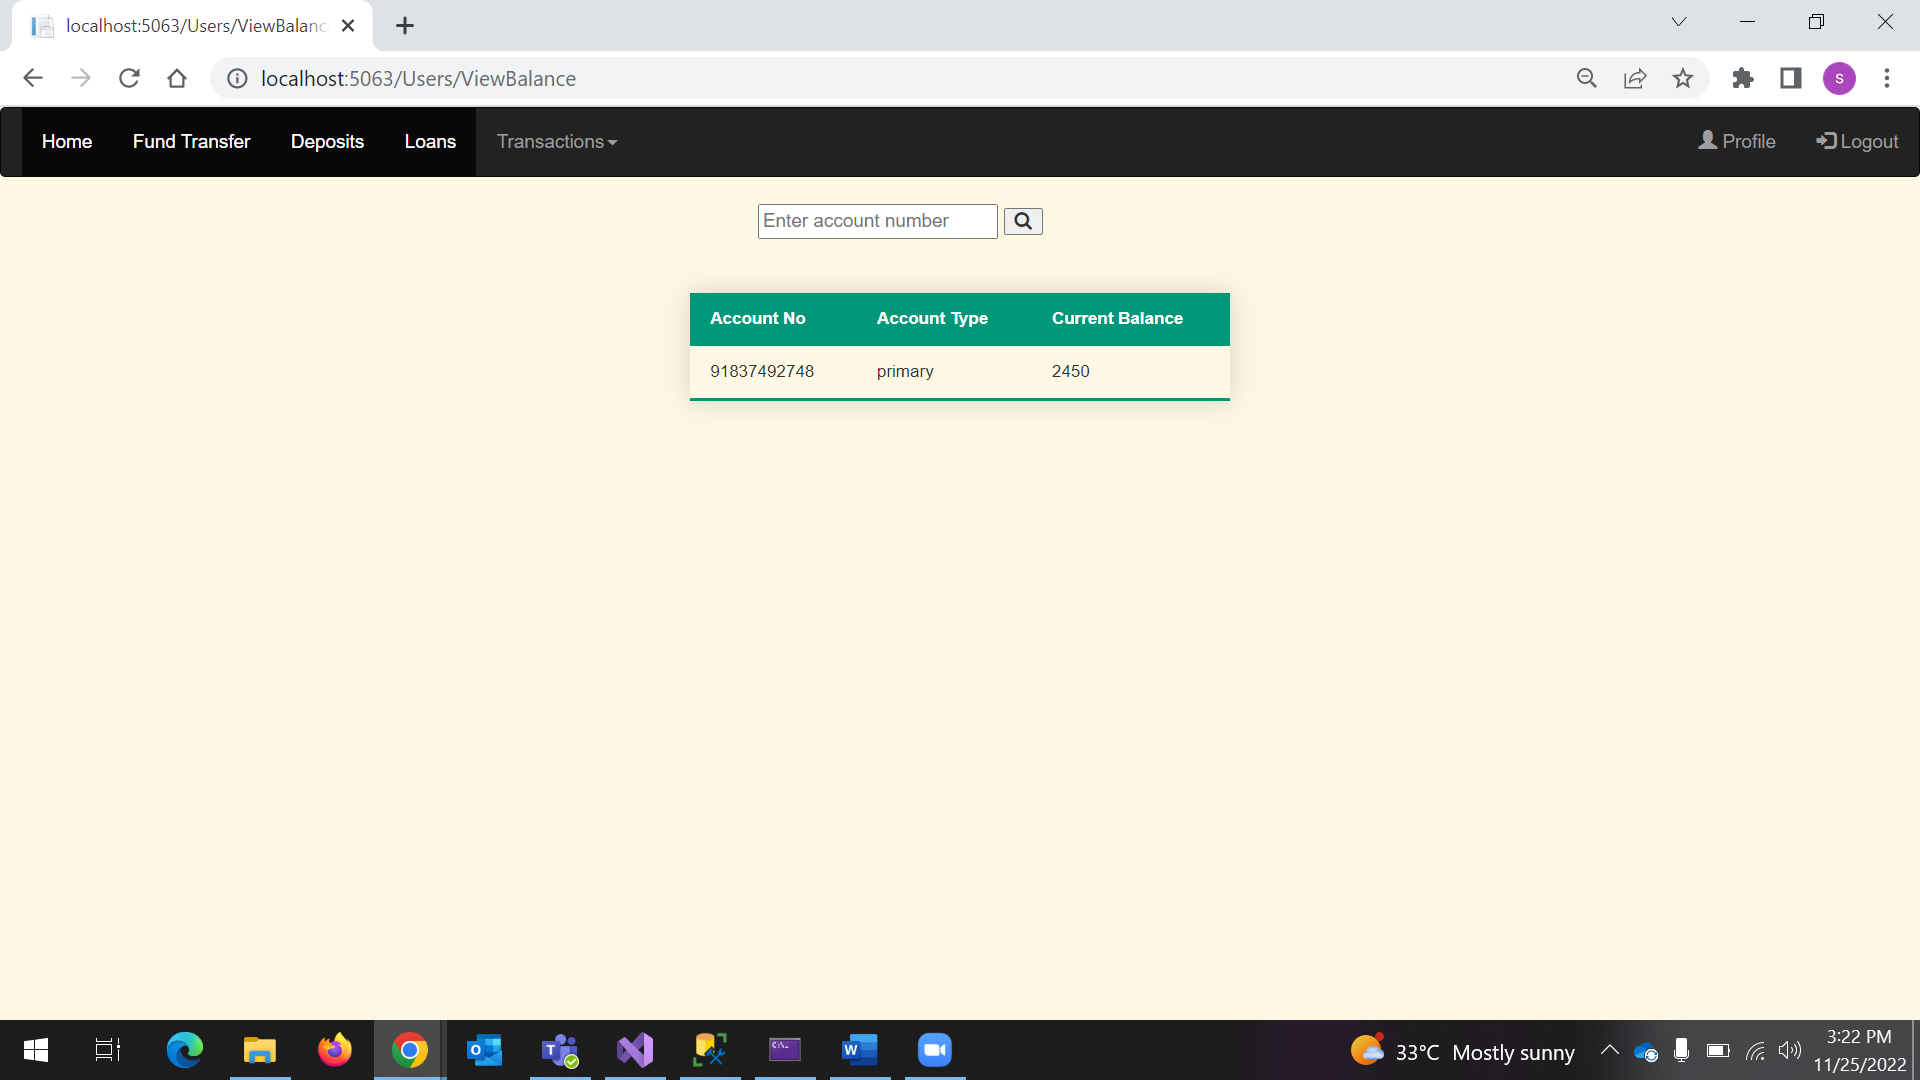 localhost:5063/Users/ViewBalanc
localhost:5063/Users/ViewBalance
S
Home Fund Transfer Deposits Loans Transactions Profile Logout
Enter account number
Account No Account Type Current Balance
91837492748 primary 2450
33°C Mostly sunny
3:22 PM
11/25/2022